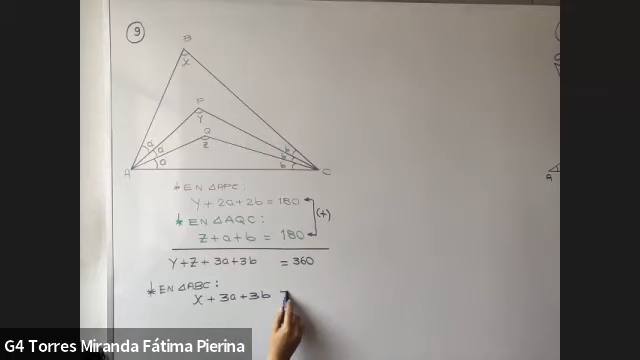 9
B
X
P
Y
Q
Z
a
a
a
b
b
b
A
C
* EN △APC:
Y + 2a + 2b = 180
(+)
* EN △AQC:
Z + a + b = 180
Y + Z + 3a + 3b = 360
* EN △ABC:
X + 3a + 3b =
A
G4 Torres Miranda Fátima Pierina